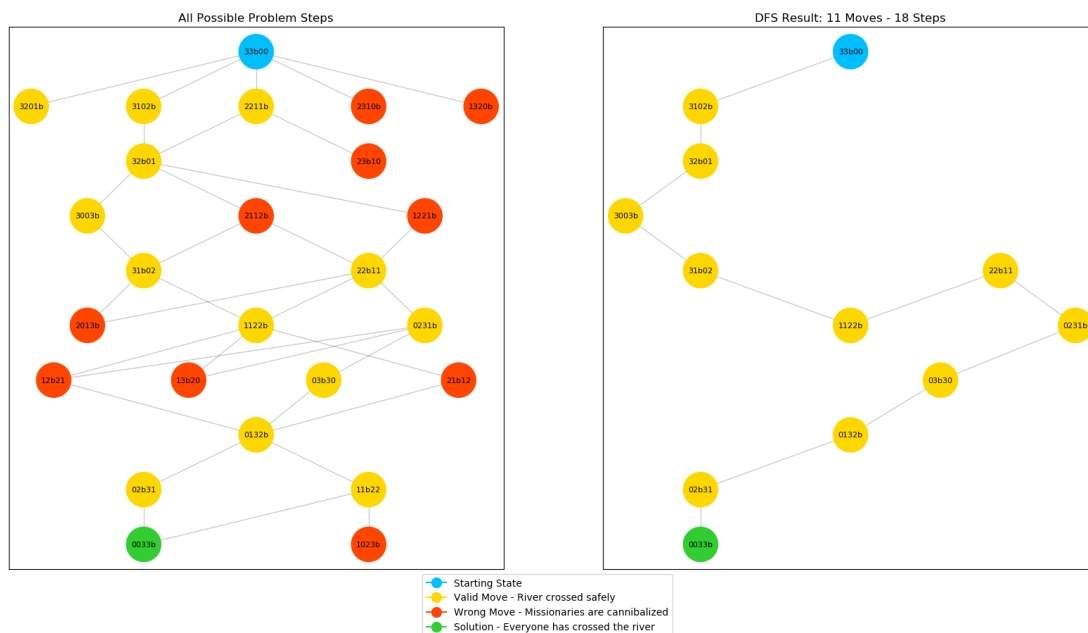 All Possible Problem Steps
33b00
3201b
3102b
2211b
2310b
1320b
32b01
23b10
3003b
2112b
1221b
31b02
22b11
2013b
1122b
0231b
12b21
13b20
03b30
21b12
0132b
02b31
11b22
0033b
1023b
DFS Result: 11 Moves - 18 Steps
33b00
3102b
32b01
3003b
31b02
22b11
1122b
0231b
03b30
0132b
02b31
0033b
Starting State
Valid Move - River crossed safely
Wrong Move - Missionaries are cannibalized
Solution - Everyone has crossed the river